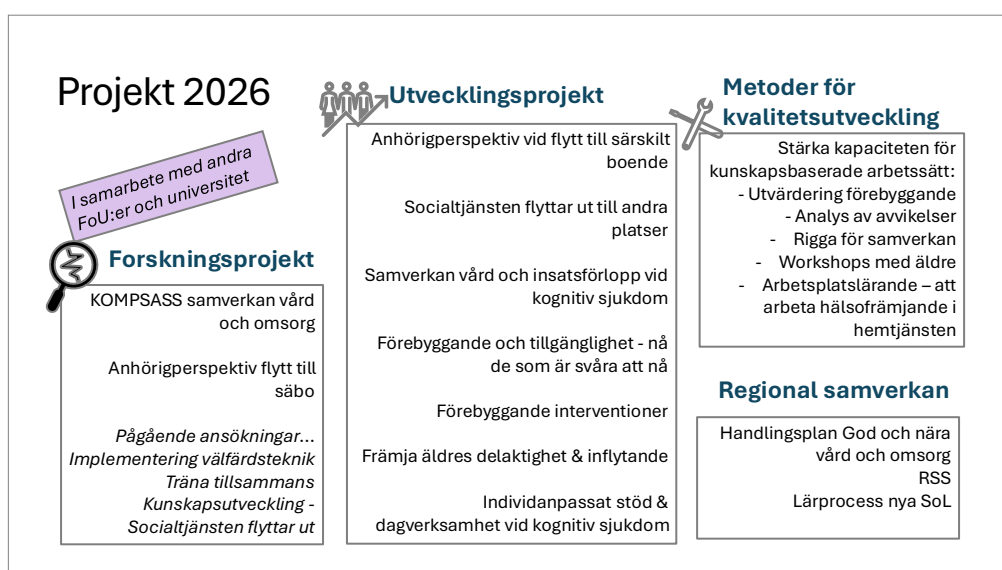 Projekt 2026
I samarbete med andra
FoU:er och universitet
Forskningsprojekt
KOMPSASS samverkan vård
och omsorg
Anhörigperspektiv flytt till
säbo
Pågående ansökningar...
Implementering välfärdsteknik
Träna tillsammans
Kunskapsutveckling -
Socialtjänsten flyttar ut
Utvecklingsprojekt
Anhörigperspektiv vid flytt till särskilt
boende
Socialtjänsten flyttar ut till andra
platser
Samverkan vård och insatsförlopp vid
kognitiv sjukdom
Förebyggande och tillgänglighet - nå
de som är svåra att nå
Förebyggande interventioner
Främja äldres delaktighet & inflytande
Individanpassat stöd &
dagverksamhet vid kognitiv sjukdom
Metoder för
kvalitetsutveckling
Stärka kapaciteten för
kunskapsbaserade arbetssätt:
- Utvärdering förebyggande
- Analys av avvikelser
- Rigga för samverkan
- Workshops med äldre
- Arbetsplatslärande – att
arbeta hälsofrämjande i
hemtjänsten
Regional samverkan
Handlingsplan God och nära
vård och omsorg
RSS
Lärprocess nya SoL